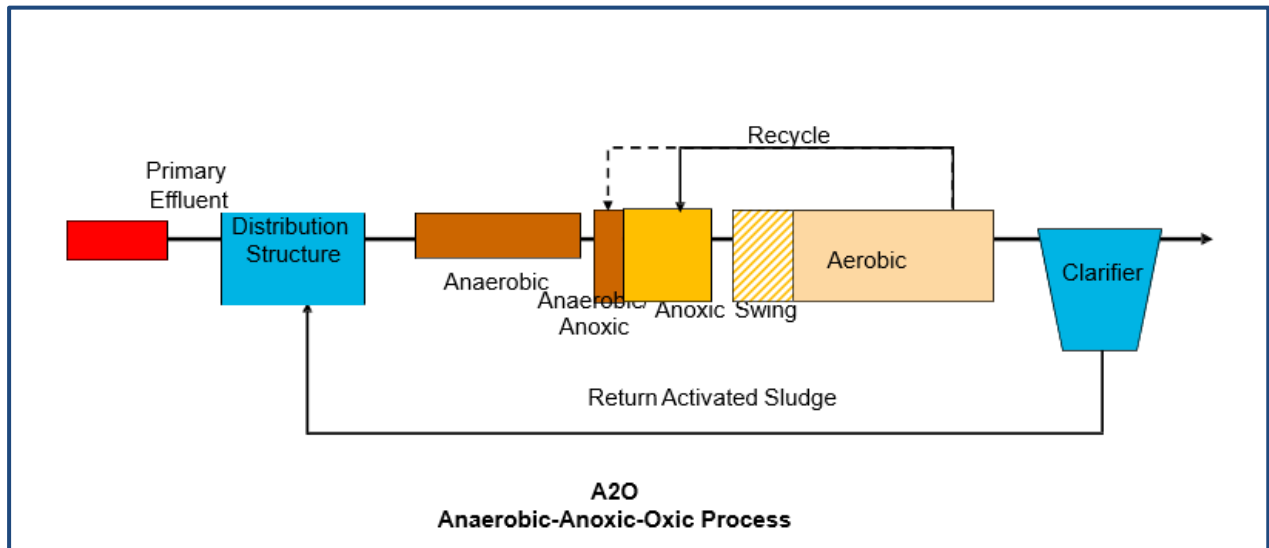 Recycle
Primary
Effluent
Distribution
Structure
Anaerobic
Anaerobic/
Anoxic
Anoxic
Swing
Aerobic
Clarifier
Return Activated Sludge
A2O
Anaerobic-Anoxic-Oxic Process